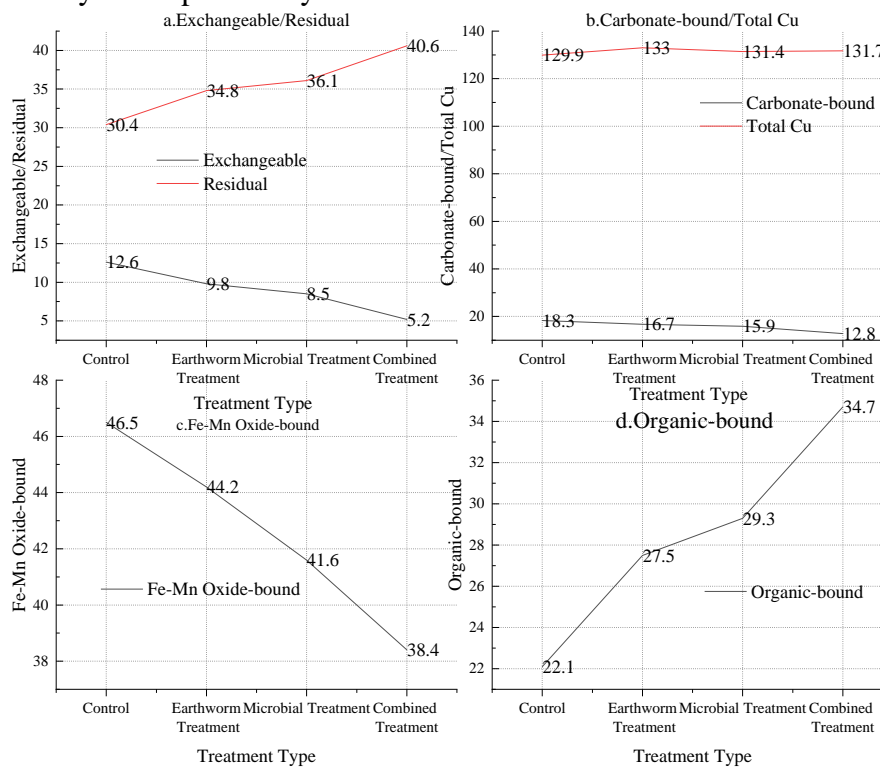 a.Exchangeable/Residual
40
35
30
25
20
15
10
5
Exchangeable/Residual
40.6
34.8
36.1
30.4
Exchangeable
Residual
12.6
9.8
8.5
5.2
Control
Earthworm
Treatment
Microbial Treatment
Combined
Treatment
Treatment Type
b.Carbonate-bound/Total Cu
140
120
100
80
60
40
20
Carbonate-bound/Total Cu
129.9
133
131.4
131.7
Carbonate-bound
Total Cu
18.3
16.7
15.9
12.8
Control
Earthworm
Treatment
Microbial Treatment
Combined
Treatment
Treatment Type
c.Fe-Mn Oxide-bound
48
46
44
42
40
38
Fe-Mn Oxide-bound
46.5
44.2
41.6
38.4
Fe-Mn Oxide-bound
Control
Earthworm
Treatment
Microbial Treatment
Combined
Treatment
Treatment Type
d.Organic-bound
36
34
32
30
28
26
24
22
Organic-bound
34.7
29.3
27.5
22.1
Organic-bound
Control
Earthworm
Treatment
Microbial Treatment
Combined
Treatment
Treatment Type